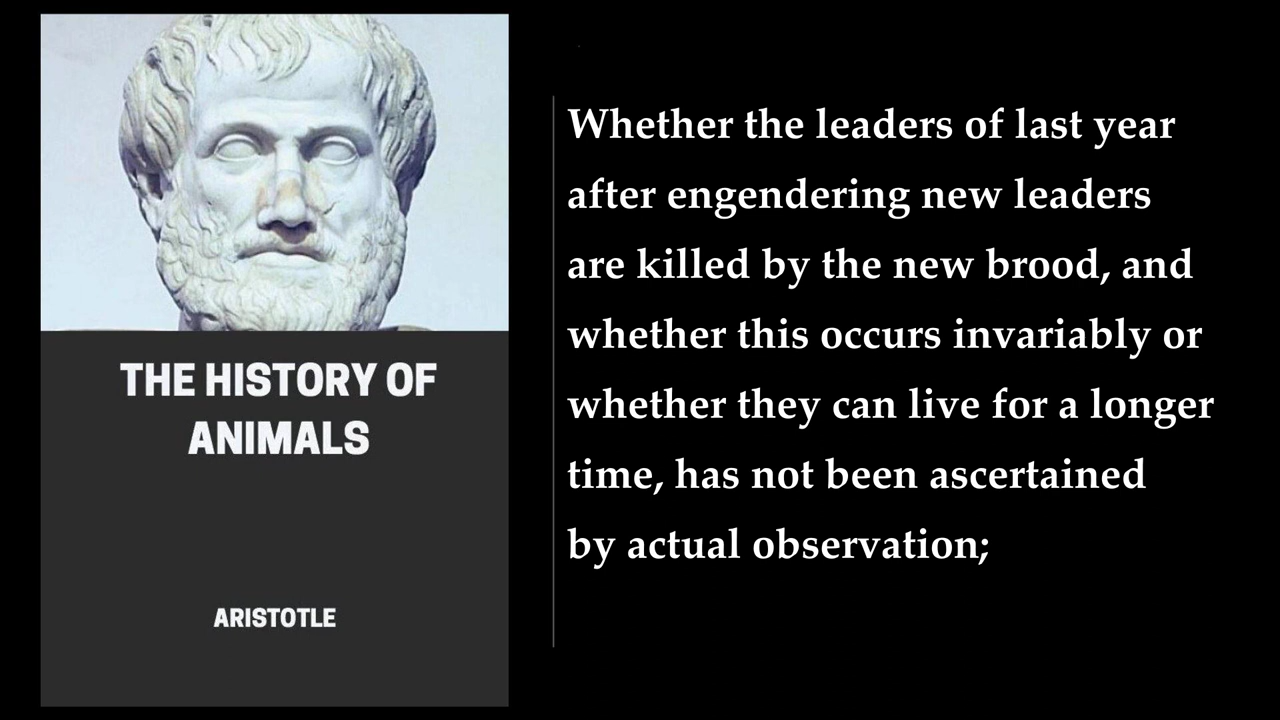 THE HISTORY OF
ANIMALS
ARISTOTLE
Whether the leaders of last year
after engendering new leaders
are killed by the new brood, and
whether this occurs invariably or
whether they can live for a longer
time, has not been ascertained
by actual observation;